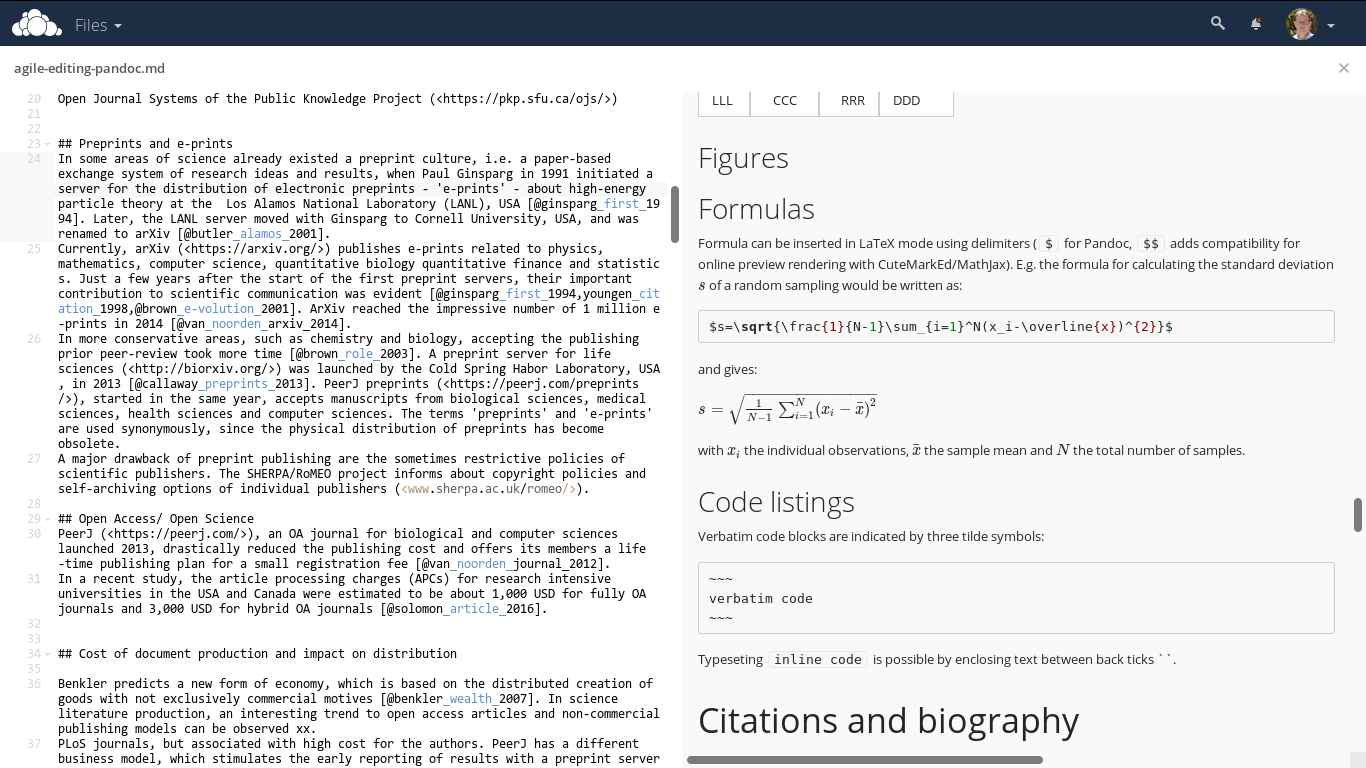 Files
agile-editing-pandoc.md
20 Open Journal Systems of the Public Knowledge Project (<https://pkp.sfu.ca/ojs/>)
21
22
23 ## Preprints and e-prints
24 In some areas of science already existed a preprint culture, i.e. a paper-based
exchange system of research ideas and results, when Paul Ginsparg in 1991 initiated a
server for the distribution of electronic preprints - 'e-prints' - about high-energy
particle theory at the  Los Alamos National Laboratory (LANL), USA [@ginsparg_first_19
94]. Later, the LANL server moved with Ginsparg to Cornell University, USA, and was
renamed to arXiv [@butler_alamos_2001].
25 Currently, arXiv (<https://arxiv.org/>) publishes e-prints related to physics,
mathematics, computer science, quantitative biology quantitative finance and statistic
s. Just a few years after the start of the first preprint servers, their important
contribution to scientific communication was evident [@ginsparg_first_1994,youngen_cit
ation_1998,@brown_e-volution_2001]. ArXiv reached the impressive number of 1 million e
-prints in 2014 [@van_noorden_arxiv_2014].
26 In more conservative areas, such as chemistry and biology, accepting the publishing
prior peer-review took more time [@brown_role_2003]. A preprint server for life
sciences (<http://biorxiv.org/>) was launched by the Cold Spring Habor Laboratory, USA
, in 2013 [@callaway_preprints_2013]. PeerJ preprints (<https://peerj.com/preprints
/>), started in the same year, accepts manuscripts from biological sciences, medical
sciences, health sciences and computer sciences. The terms 'preprints' and 'e-prints'
are used synonymously, since the physical distribution of preprints has become
obsolete.
27 A major drawback of preprint publishing are the sometimes restrictive policies of
scientific publishers. The SHERPA/RoMEO project informs about copyright policies and
self-archiving options of individual publishers (<www.sherpa.ac.uk/romeo/>).
28
29 ## Open Access/ Open Science
30 PeerJ (<https://peerj.com/>), an OA journal for biological and computer sciences
launched 2013, drastically reduced the publishing cost and offers its members a life
-time publishing plan for a small registration fee [@van_noorden_journal_2012].
31 In a recent study, the article processing charges (APCs) for research intensive
universities in the USA and Canada were estimated to be about 1,000 USD for fully OA
journals and 3,000 USD for hybrid OA journals [@solomon_article_2016].
32
33
34 ## Cost of document production and impact on distribution
35
36 Benkler predicts a new form of economy, which is based on the distributed creation of
goods with not exclusively commercial motives [@benkler_wealth_2007]. In science
literature production, an interesting trend to open access articles and non-commercial
publishing models can be observed xx.
37 PLoS journals, but associated with high cost for the authors. PeerJ has a different
business model, which stimulates the early reporting of results with a preprint server
LLL CCC RRR DDD
Figures
Formulas
Formula can be inserted in LaTeX mode using delimiters ( $ for Pandoc, $$ adds compatibility for
online preview rendering with CuteMarkEd/MathJax). E.g. the formula for calculating the standard deviation
s of a random sampling would be written as:
$s=\sqrt{\frac{1}{N-1}\sum_{i=1}^N(x_i-\overline{x})^{2}}$
and gives:
s = √(1/(N−1) ∑_{i=1}^N (x_i − x̄)²)
with x_i the individual observations, x̄ the sample mean and N the total number of samples.
Code listings
Verbatim code blocks are indicated by three tilde symbols:
~~~
verbatim code
~~~
Typeseting inline code is possible by enclosing text between back ticks ``.
Citations and biography